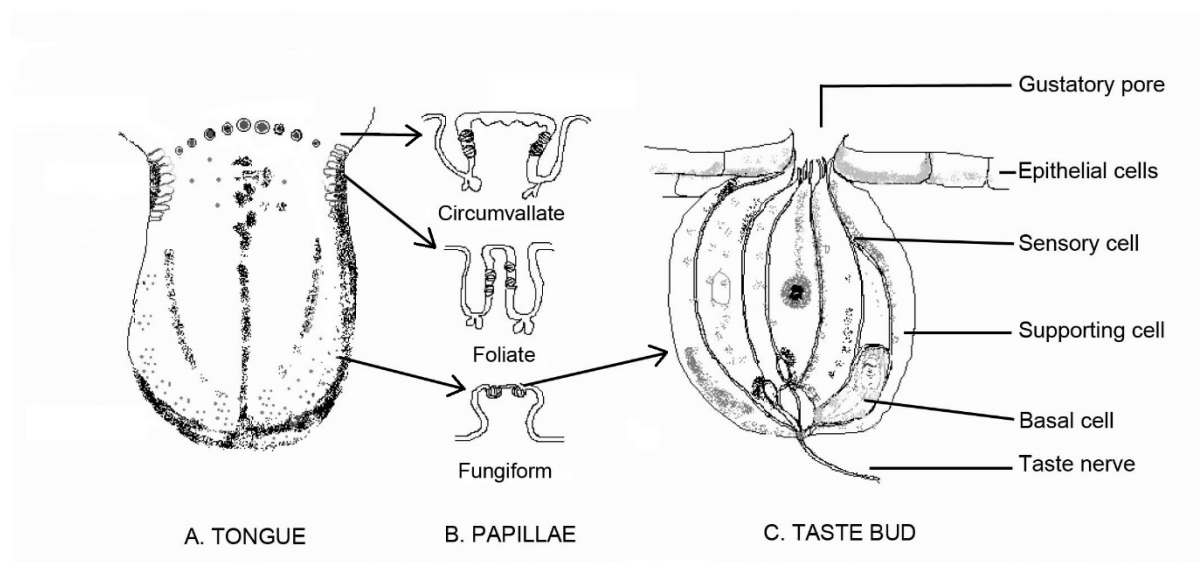 Gustatory pore
Epithelial cells
Circumvallate
Sensory cell
Supporting cell
Foliate
Basal cell
Taste nerve
Fungiform
A. TONGUE
B. PAPILLAE
C. TASTE BUD